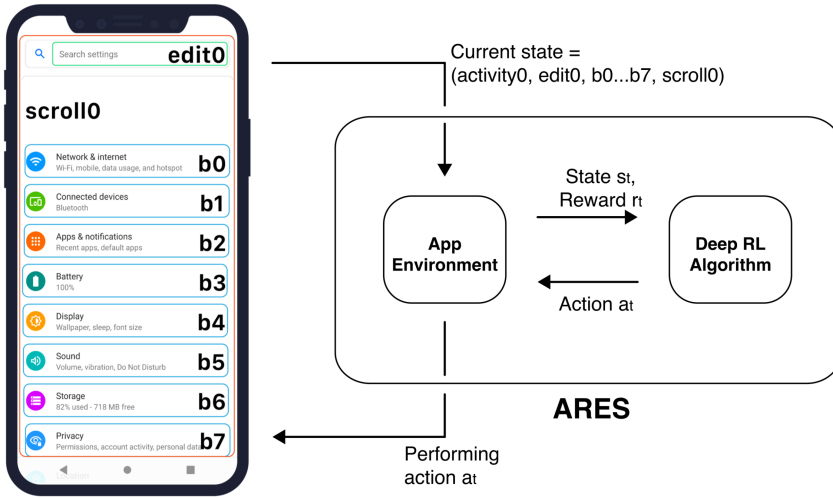 Search settings
edit0
scroll0
Network & internet
Wi-Fi, mobile, data usage, and hotspot
b0
Connected devices
Bluetooth
b1
Apps & notifications
Recent apps, default apps
b2
Battery
100%
b3
Display
Wallpaper, sleep, font size
b4
Sound
Volume, vibration, Do Not Disturb
b5
Storage
82% used - 718 MB free
b6
Privacy
Permissions, account activity, personal data
b7
Location
Current state =
(activity0, edit0, b0...b7, scroll0)
App
Environment
State st,
Reward rt
Action at
Deep RL
Algorithm
ARES
Performing
action at